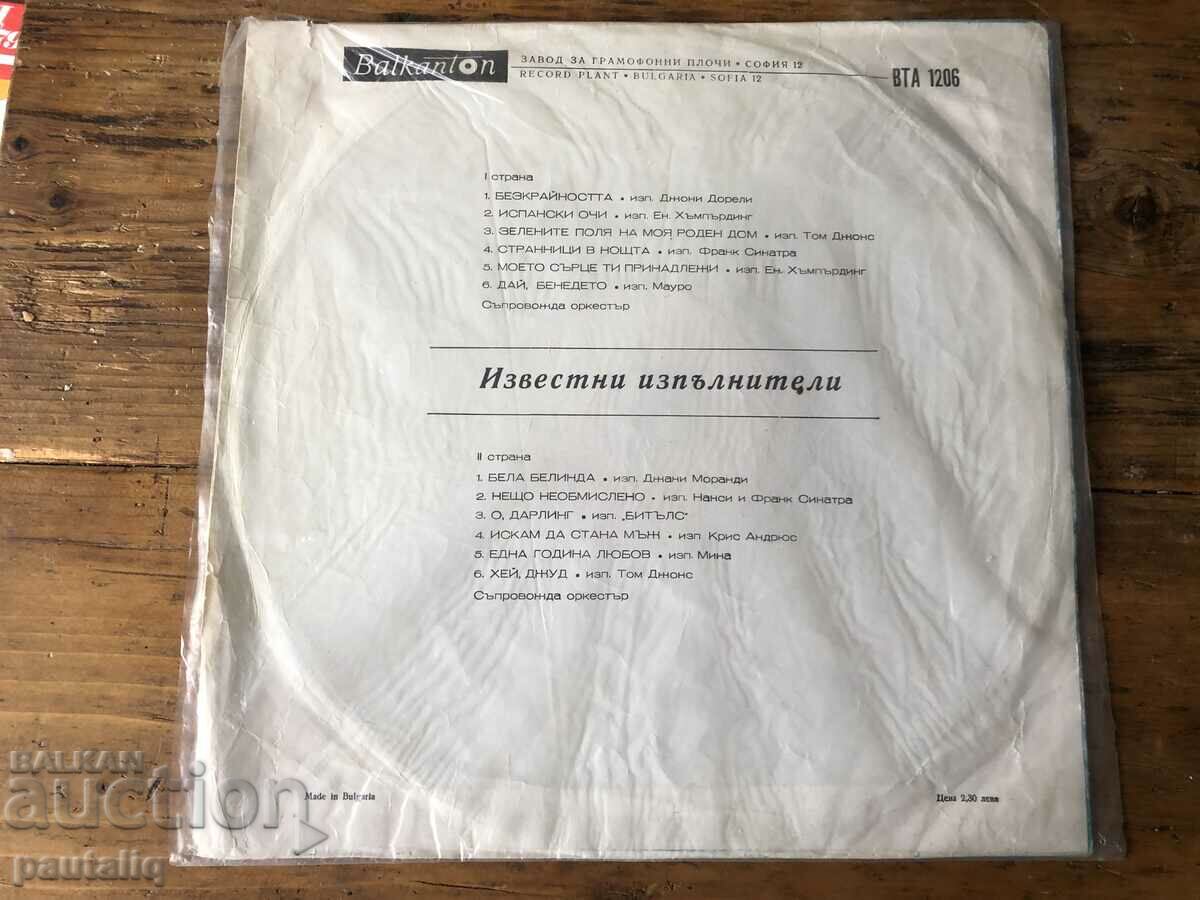 Balkanton
ЗАВОД ЗА ГРАМОФОННИ ПЛОЧИ • СОФИЯ 12
RECORD PLANT • BULGARIA • SOFIA 12
ВТА 1206
I страна
1. БЕЗКРАЙНОСТТА • изп. Джони Дорели
2. ИСПАНСКИ ОЧИ • изп. Ен. Хъмпърдинг
3. ЗЕЛЕНИТЕ ПОЛЯ НА МОЯ РОДЕН ДОМ • изп. Том Джонс
4. СТРАННИЦИ В НОЩТА • изп. Франк Синатра
5. МОЕТО СЪРЦЕ ТИ ПРИНАДЛЕЖИ • изп. Ен. Хъмпърдинг
6. ДАЙ, БЕНЕДЕТО • изп. Мауро
Съпровожда оркестър
Известни изпълнители
II страна
1. БЕЛА БЕЛИНДА • изп. Джани Моранди
2. НЕЩО НЕОБМИСЛЕНО • изп. Нанси и Франк Синатра
3. О, ДАРЛИНГ • изп. „БИТЪЛС“
4. ИСКАМ ДА СТАНА МЪЖ • изп Крис Андрюс
5. ЕДНА ГОДИНА ЛЮБОВ • изп. Мина
6. ХЕЙ, ДЖУД • изп. Том Джонс
Съпровожда оркестър
Made in Bulgaria
Цена 2,30 лева
BALKAN
auction
pautaliq